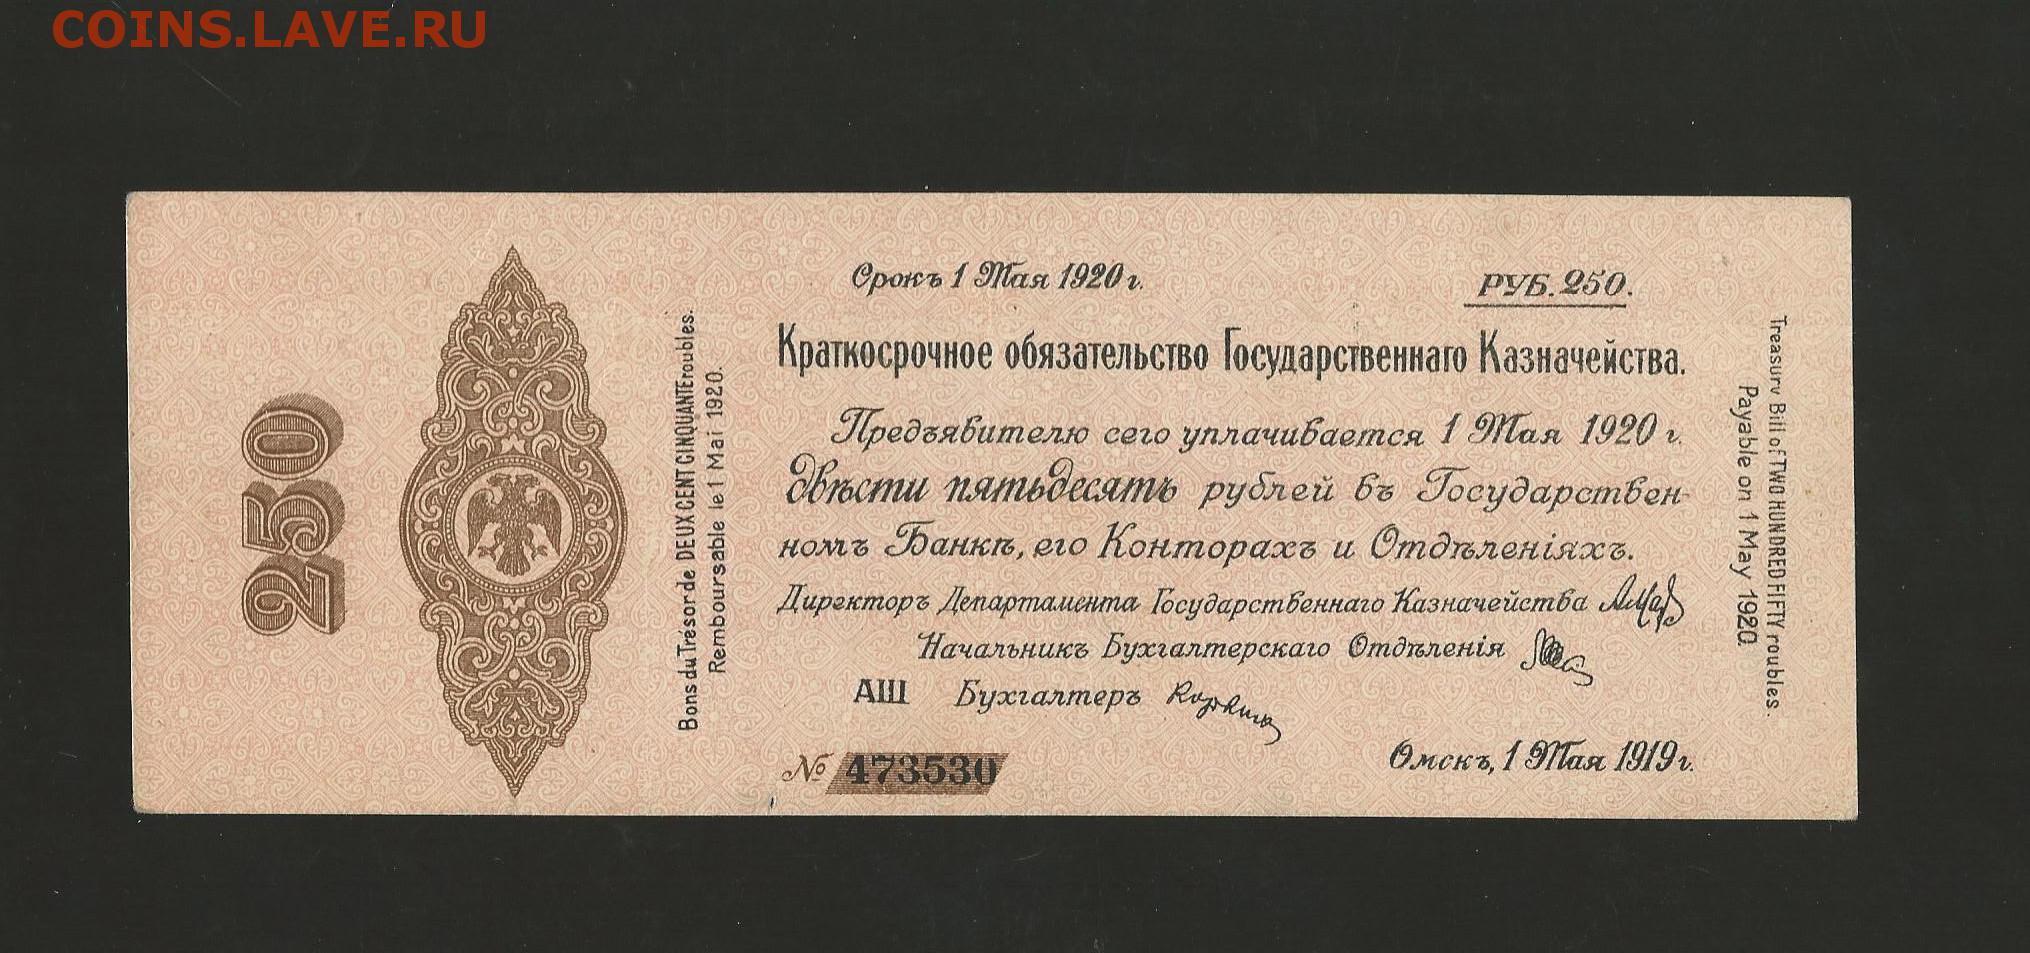 COINS.LAVE.RU
250
Bons du Trésor de DEUX CENT CINQUANTE roubles.
Remboursable le 1 Mai 1920.
Срокъ 1 Мая 1920 г.
РУБ. 250.
Краткосрочное обязательство Государственнаго Казначейства.
Предъявителю сего уплачивается 1 Мая 1920 г.
Двѣсти пятьдесятъ рублей въ Государствен-
номъ Банкѣ, его Конторахъ и Отдѣленіяхъ.
Директоръ Департамента Государственнаго Казначейства
Начальникъ Бухгалтерскаго Отдѣленія
АШ Бухгалтеръ
№ 473530
Омскъ, 1 Мая 1919 г.
Treasury Bill of TWO HUNDRED FIFTY roubles.
Payable on 1 May 1920.